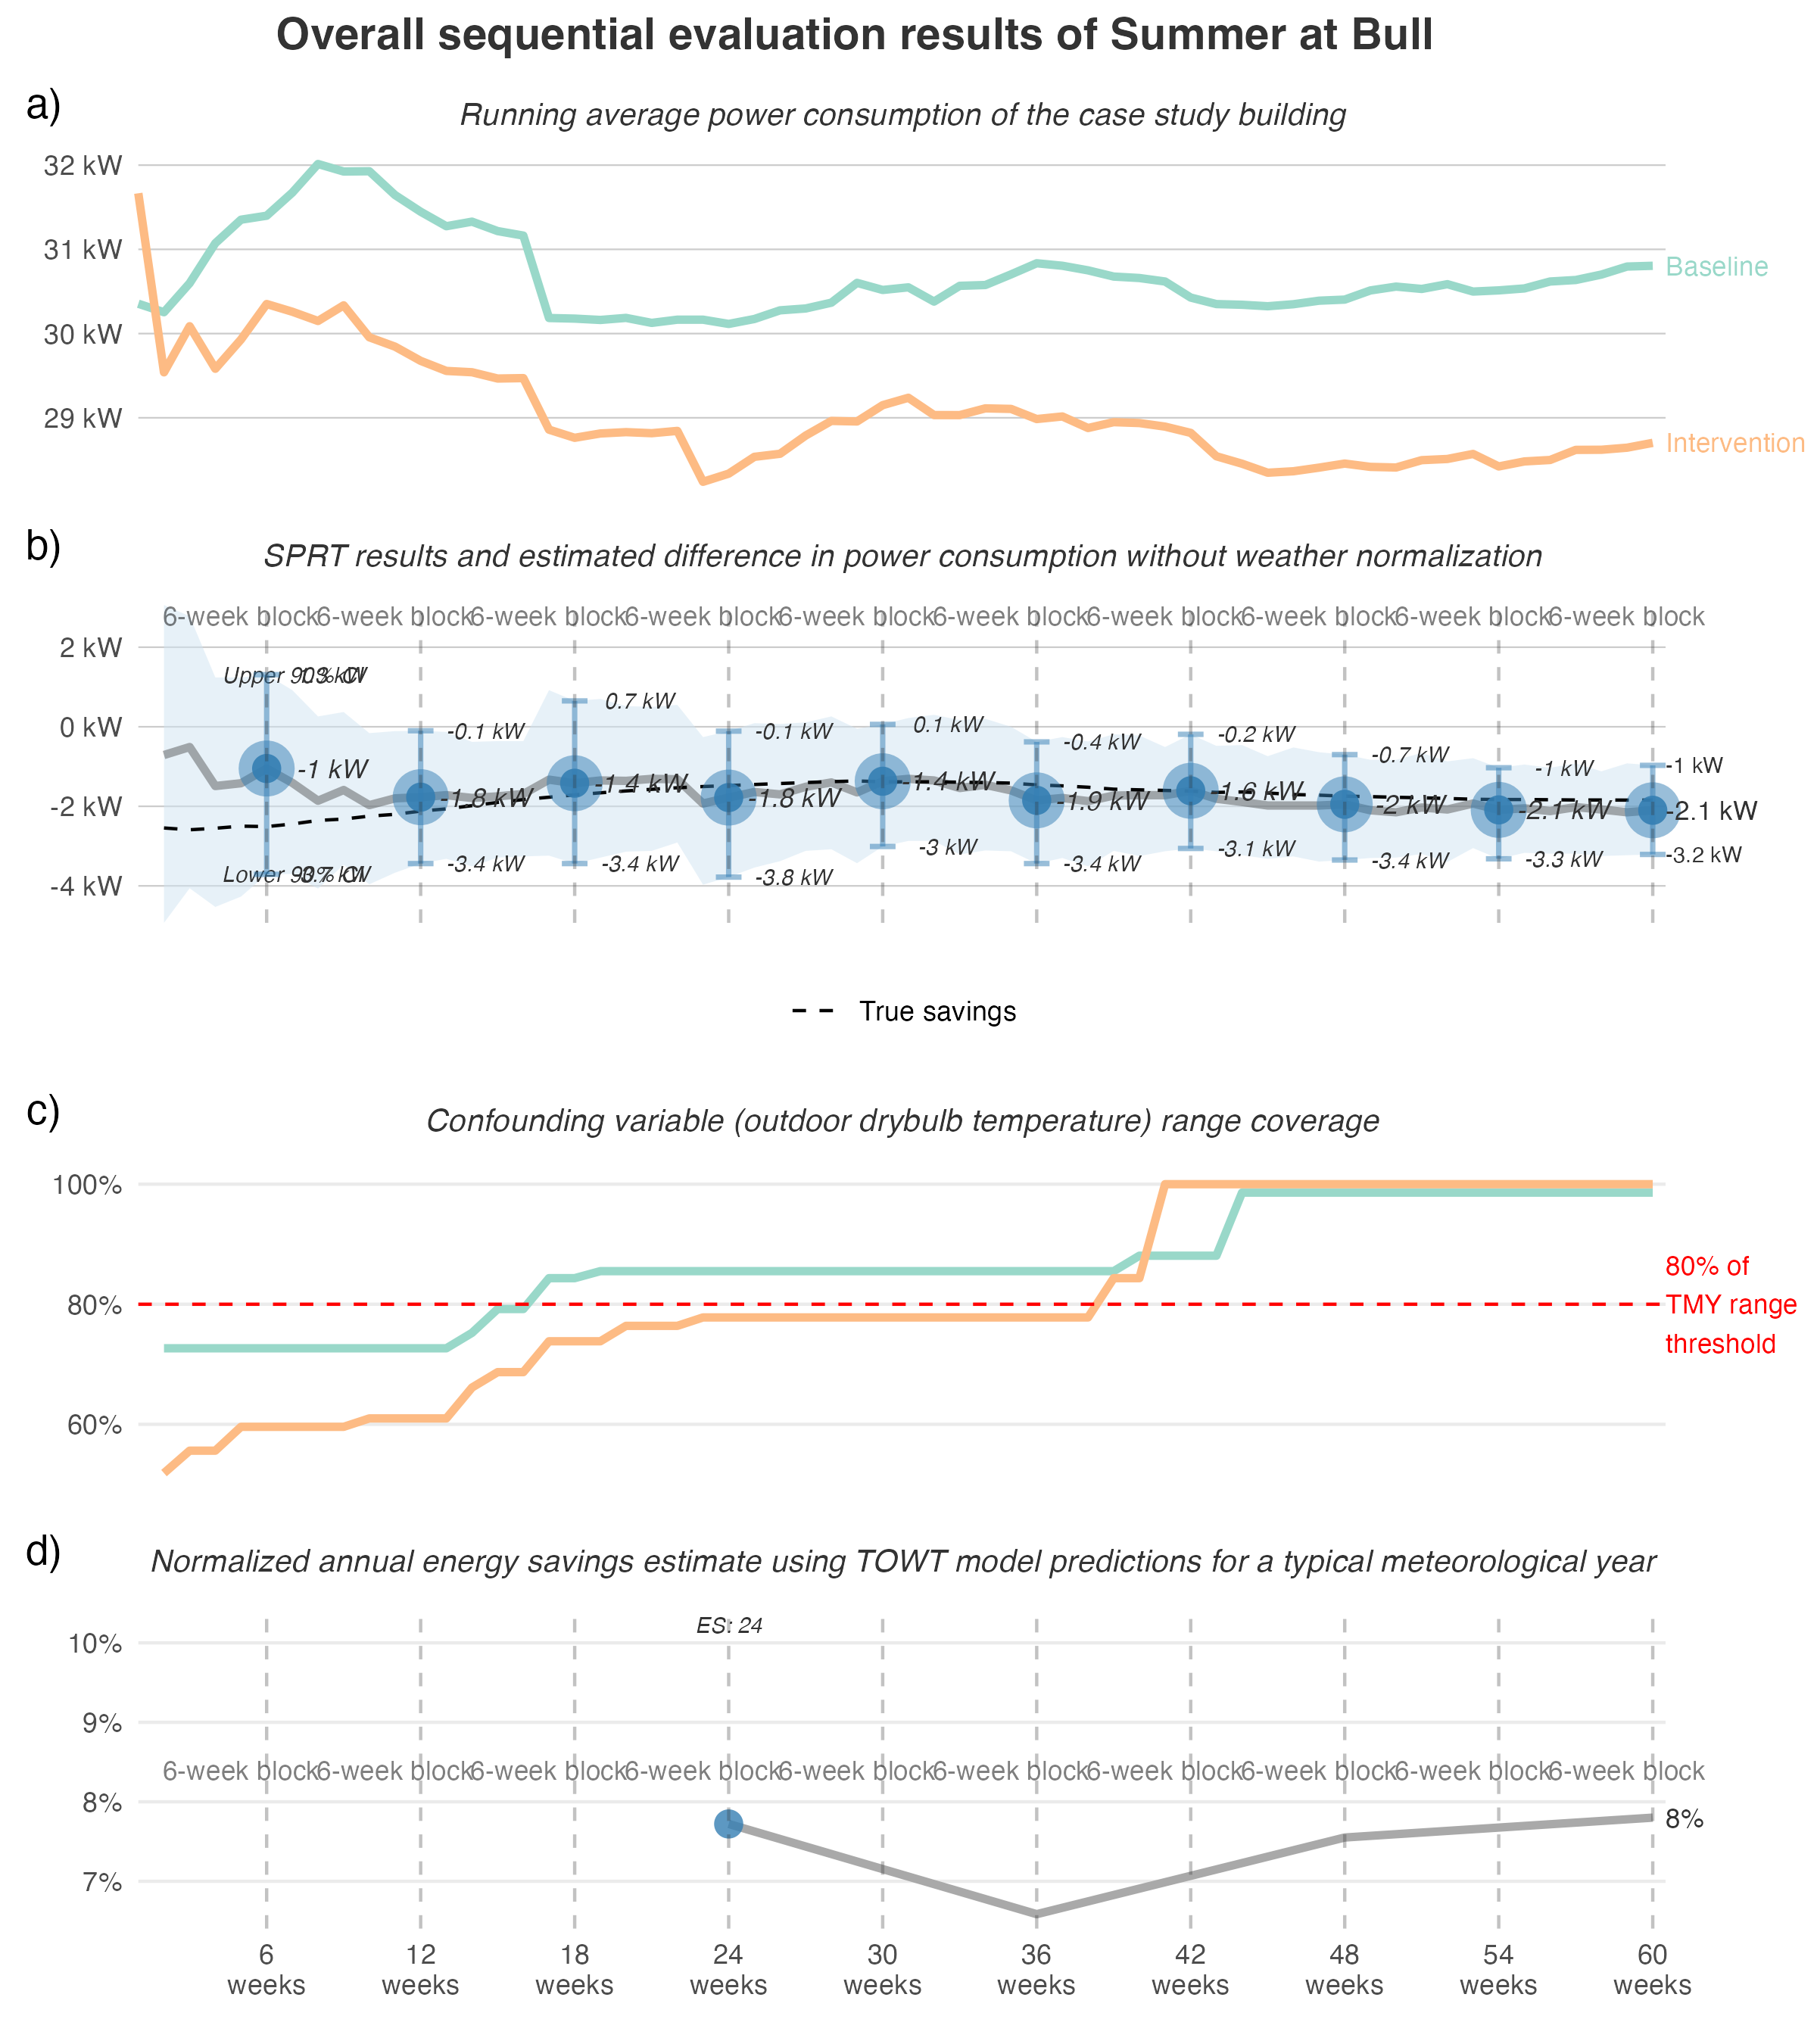 Overall sequential evaluation results of Summer at Bull
a)
Running average power consumption of the case study building
32 kW
31 kW
30 kW
29 kW
Baseline
Intervention
b)
SPRT results and estimated difference in power consumption without weather normalization
6-week block 6-week block 6-week block 6-week block 6-week block 6-week block 6-week block 6-week block 6-week block 6-week block
2 kW
0 kW
-2 kW
-4 kW
Upper 90% CI 1.3 kW
-0.1 kW
0.7 kW
-0.1 kW
0.1 kW
-0.4 kW
-0.2 kW
-0.7 kW
-1 kW
-1 kW
-1 kW
-1.8 kW
-1.4 kW
-1.8 kW
-1.4 kW
-1.9 kW
-1.6 kW
-2 kW
-2.1 kW
-2.1 kW
Lower 90% CI -3.7 kW
-3.4 kW
-3.4 kW
-3.8 kW
-3 kW
-3.4 kW
-3.1 kW
-3.4 kW
-3.3 kW
-3.2 kW
True savings
c)
Confounding variable (outdoor drybulb temperature) range coverage
100%
80%
60%
80% of
TMY range
threshold
d)
Normalized annual energy savings estimate using TOWT model predictions for a typical meteorological year
ES: 24
10%
9%
8%
7%
6-week block 6-week block 6-week block 6-week block 6-week block 6-week block 6-week block 6-week block 6-week block 6-week block
8%
6 12 18 24 30 36 42 48 54 60
weeks weeks weeks weeks weeks weeks weeks weeks weeks weeks